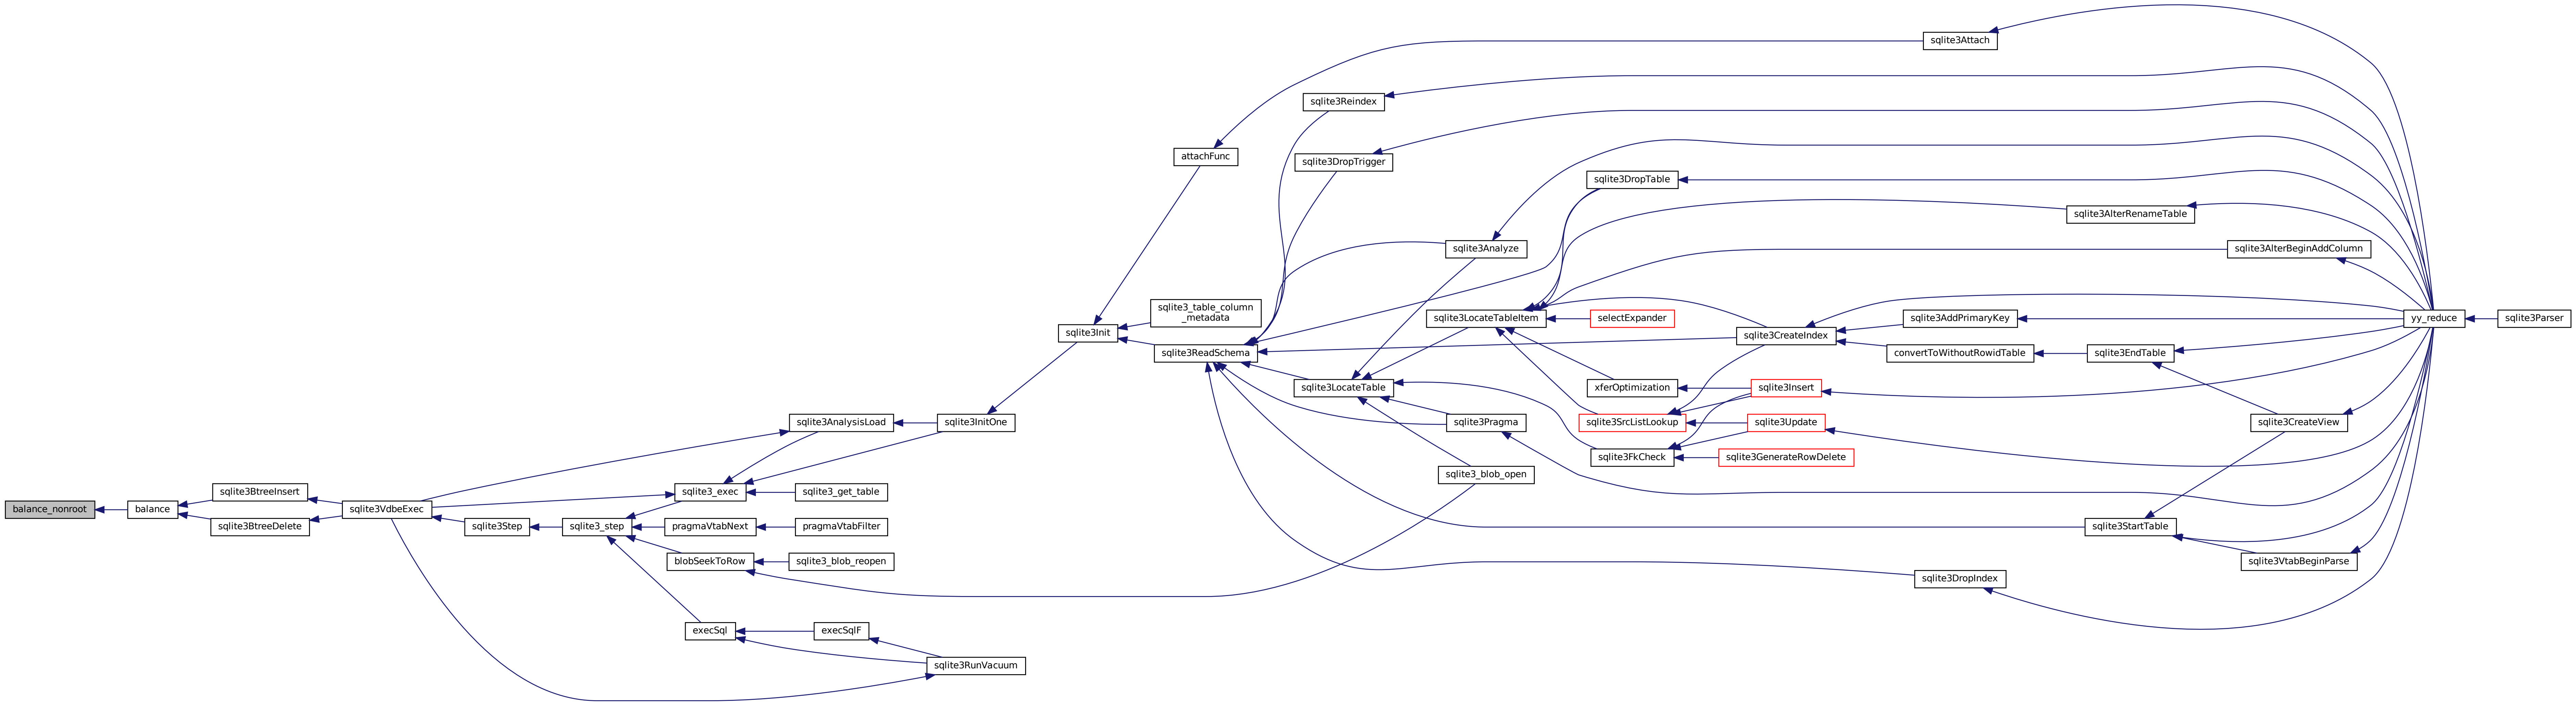 balance_nonroot
balance
sqlite3BtreeInsert
sqlite3BtreeDelete
sqlite3VdbeExec
sqlite3Step
sqlite3_step
sqlite3_exec
pragmaVtabNext
blobSeekToRow
execSql
sqlite3AnalysisLoad
sqlite3_get_table
pragmaVtabFilter
sqlite3_blob_reopen
execSqlF
sqlite3InitOne
sqlite3RunVacuum
sqlite3Init
attachFunc
sqlite3_table_column
_metadata
sqlite3ReadSchema
sqlite3Reindex
sqlite3DropTrigger
sqlite3LocateTable
sqlite3Analyze
sqlite3LocateTableItem
sqlite3Pragma
sqlite3_blob_open
sqlite3DropTable
selectExpander
xferOptimization
sqlite3SrcListLookup
sqlite3FkCheck
sqlite3CreateIndex
sqlite3Insert
sqlite3Update
sqlite3GenerateRowDelete
sqlite3Attach
sqlite3AddPrimaryKey
convertToWithoutRowidTable
sqlite3DropIndex
sqlite3AlterRenameTable
sqlite3EndTable
sqlite3StartTable
sqlite3AlterBeginAddColumn
sqlite3CreateView
sqlite3VtabBeginParse
yy_reduce
sqlite3Parser